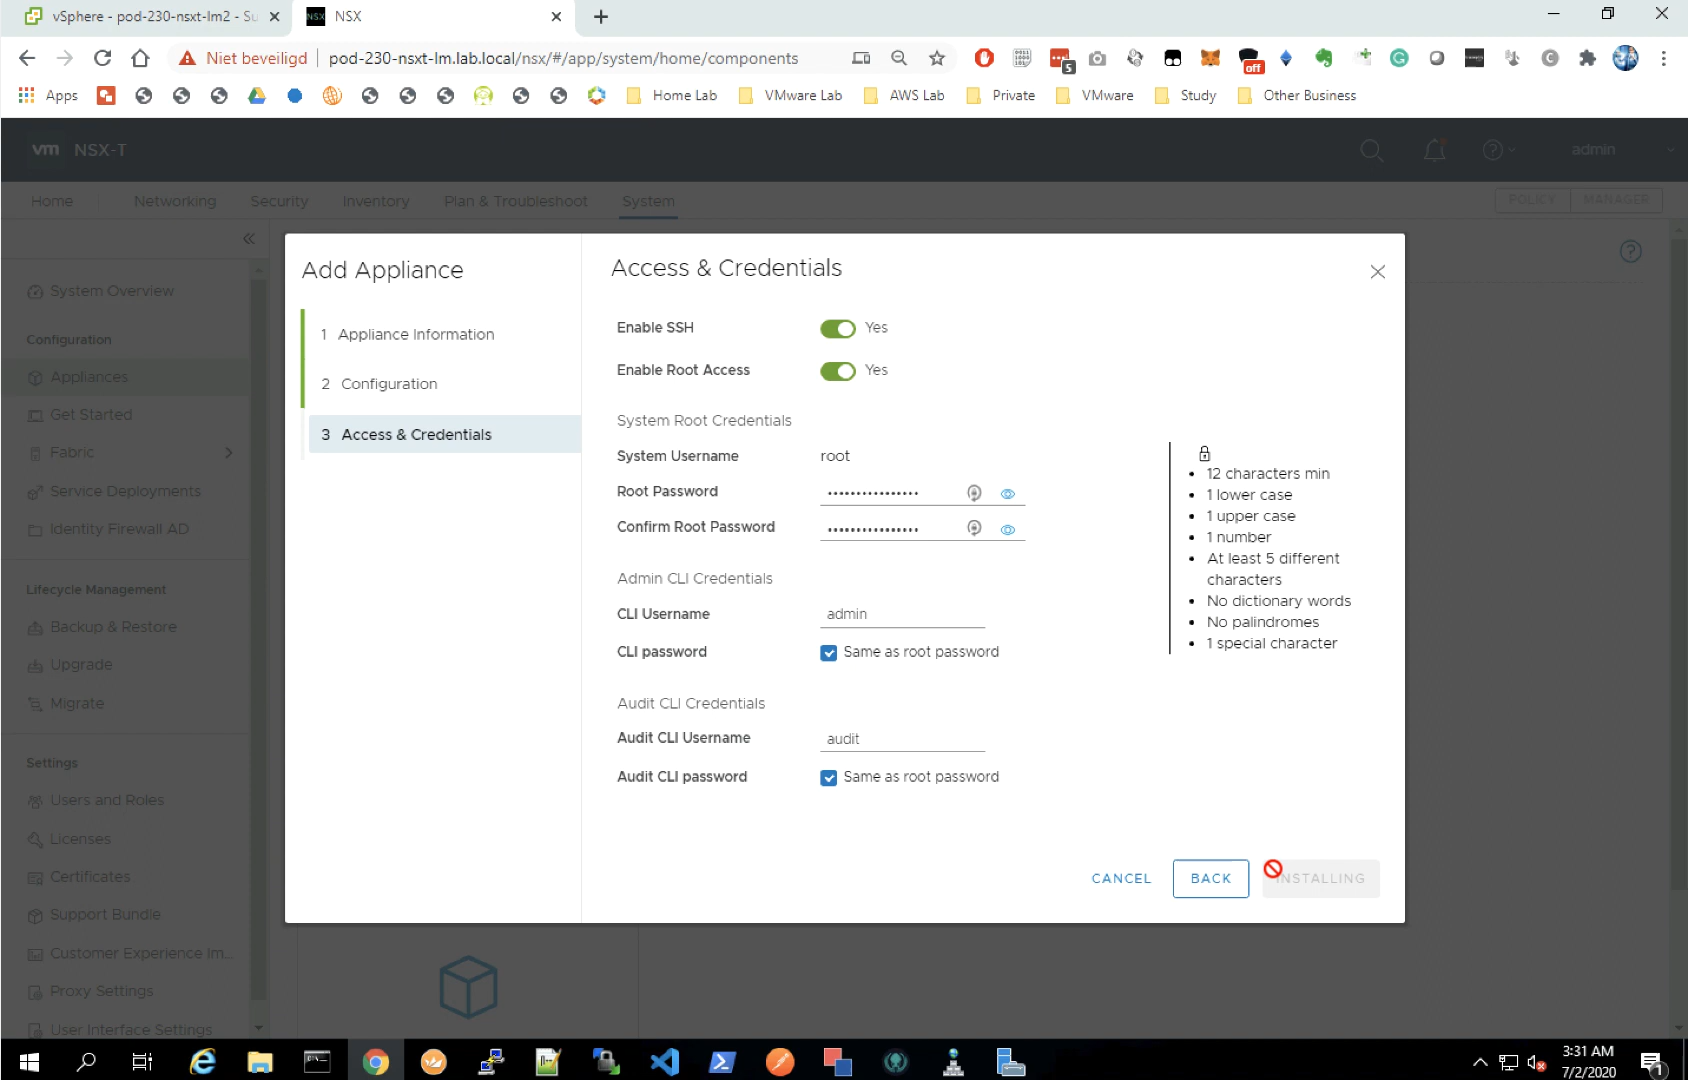 vSphere - pod-230-nsxt-lm2 - Su
NSX NSX
Niet beveiligd pod-230-nsxt-lm.lab.local/nsx/#/app/system/home/components
5
off
Apps Home Lab VMware Lab AWS Lab Private VMware Study Other Business
vm NSX-T admin
Home Networking Security Inventory Plan & Troubleshoot System POLICY MANAGER
System Overview
Configuration
Appliances
Get Started
Fabric
Service Deployments
Identity Firewall AD
Lifecycle Management
Backup & Restore
Upgrade
Migrate
Settings
Users and Roles
Licenses
Certificates
Support Bundle
Customer Experience Im...
Proxy Settings
User Interface Settings
Add Appliance
1 Appliance Information
2 Configuration
3 Access & Credentials
Access & Credentials
Enable SSH Yes
Enable Root Access Yes
System Root Credentials
System Username root
Root Password ••••••••••••••••
Confirm Root Password ••••••••••••••••
Admin CLI Credentials
CLI Username admin
CLI password Same as root password
Audit CLI Credentials
Audit CLI Username audit
Audit CLI password Same as root password
• 12 characters min
• 1 lower case
• 1 upper case
• 1 number
• At least 5 different
characters
• No dictionary words
• No palindromes
• 1 special character
CANCEL BACK INSTALLING
3:31 AM
7/2/2020
1